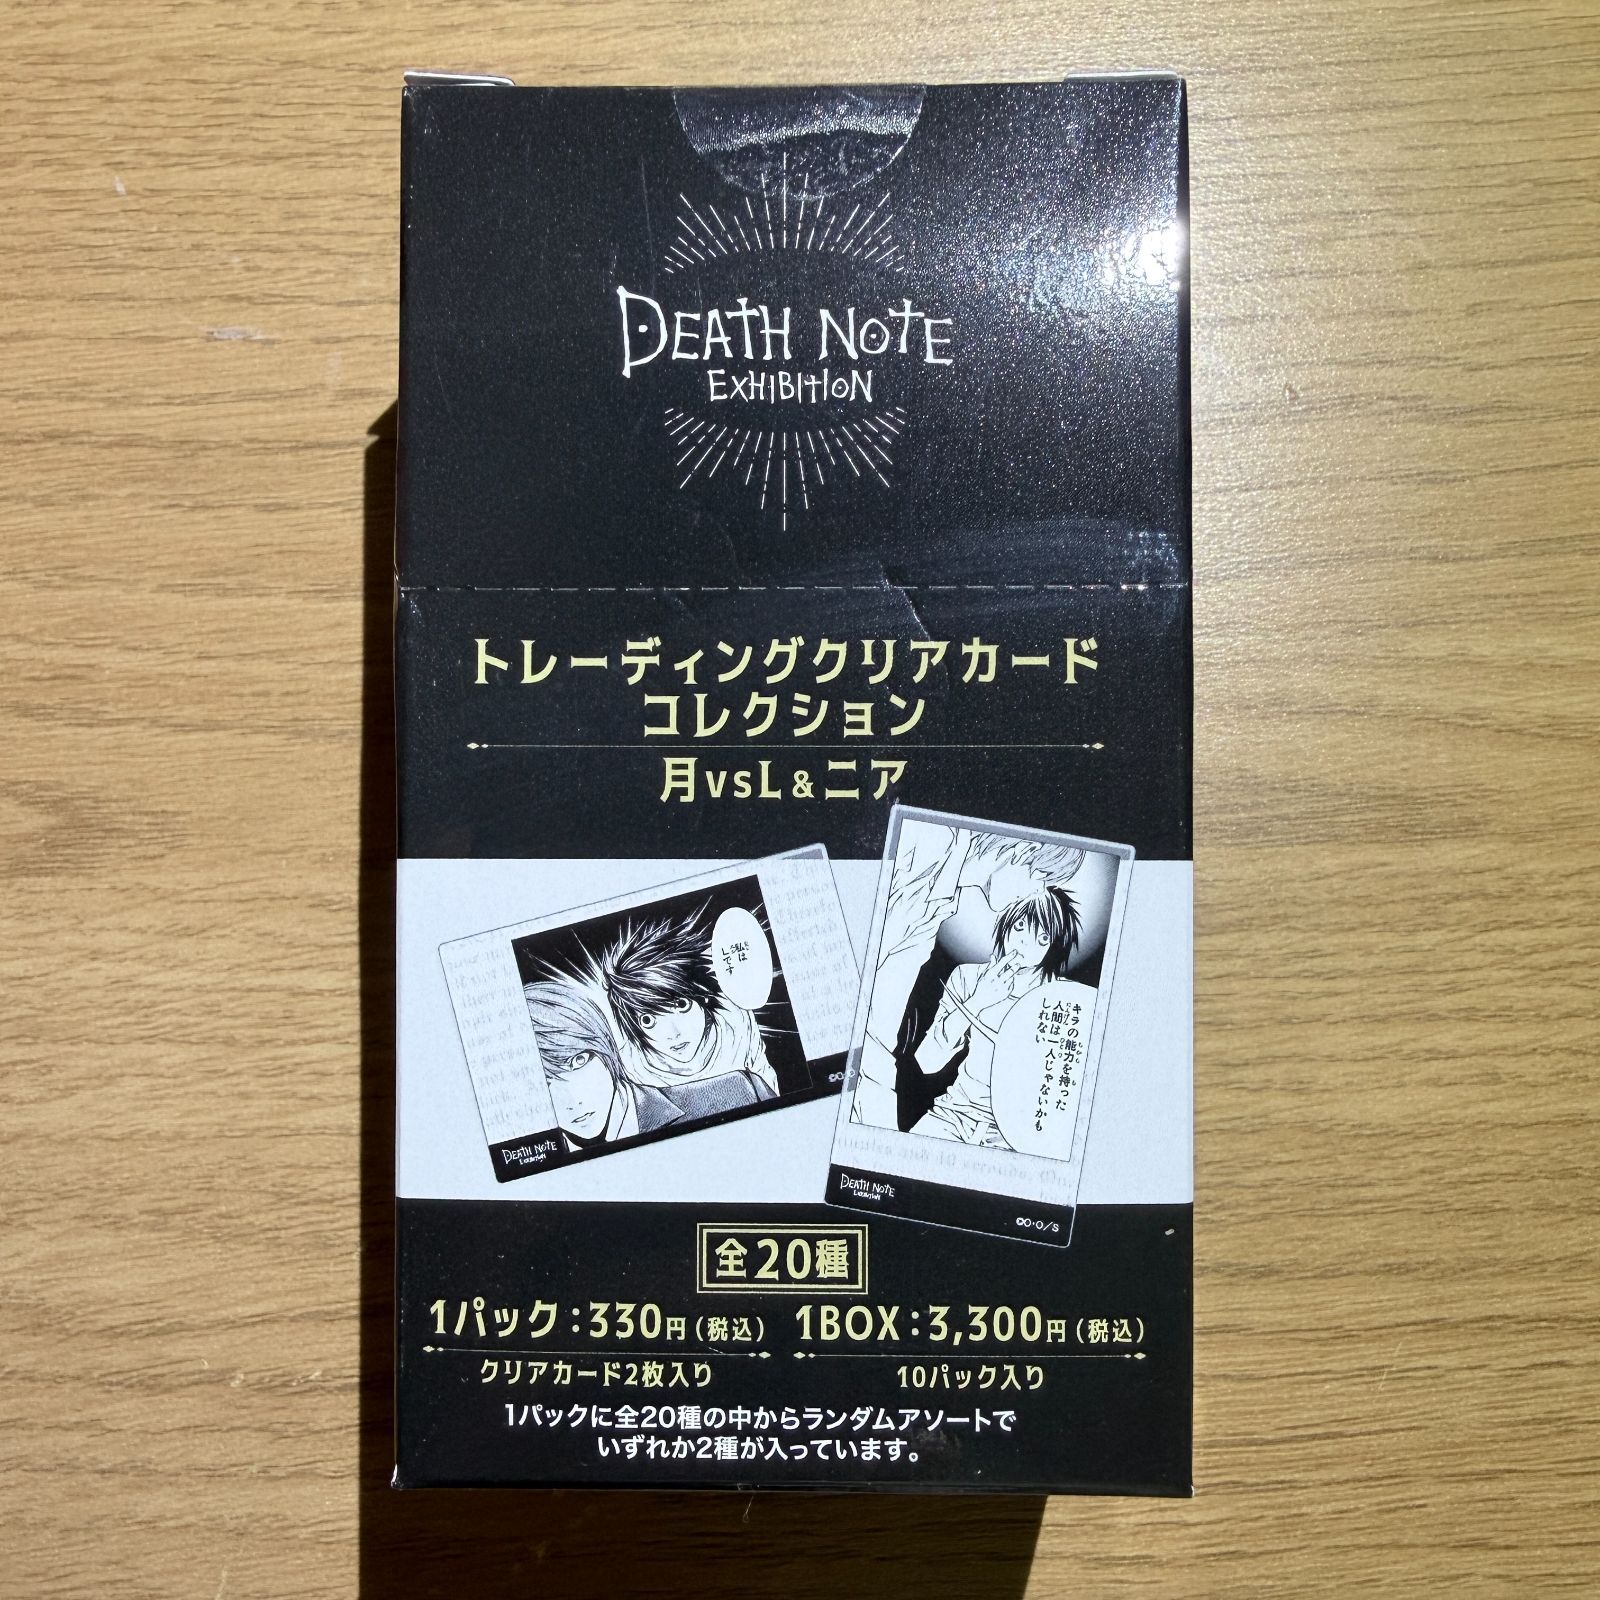 DEATH NOTE
EXHIBITION
トレーディングクリアカード
コレクション
月vsL&ニア
私は
Lです
DEATH NOTE
EXHIBITION
キラの能力を持った
人間は一人じゃないかも
しれない
DEATH NOTE
EXHIBITION
©O・O/S
全20種
1パック:330円(税込)
クリアカード2枚入り
1BOX:3,300円(税込)
10パック入り
1パックに全20種の中からランダムアソートで
いずれか2種が入っています。